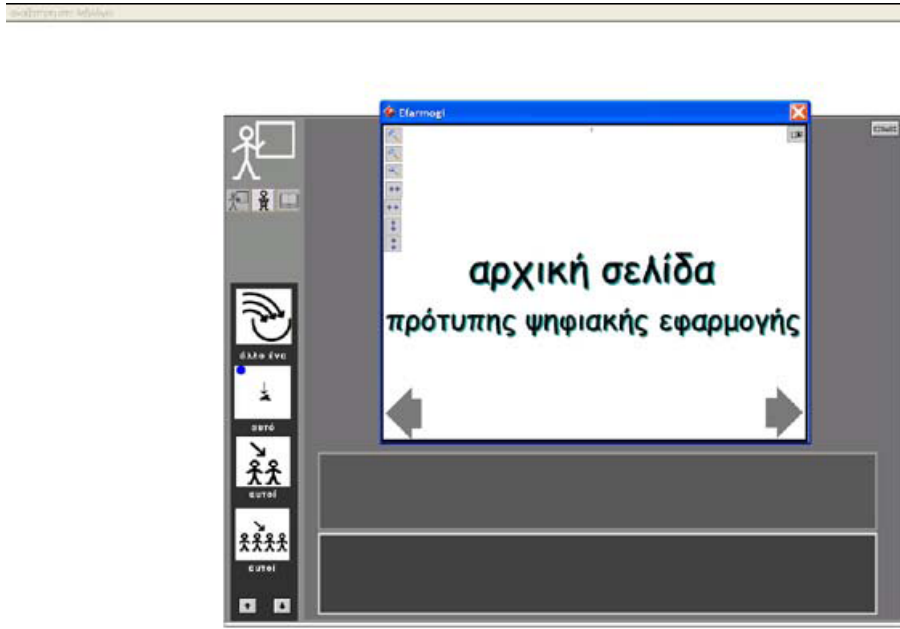 Efarmogi
αρχική σελίδα
πρότυπης ψηφιακής εφαρμογής
άλλο ένα
αυτό
αυτοί
αυτοί